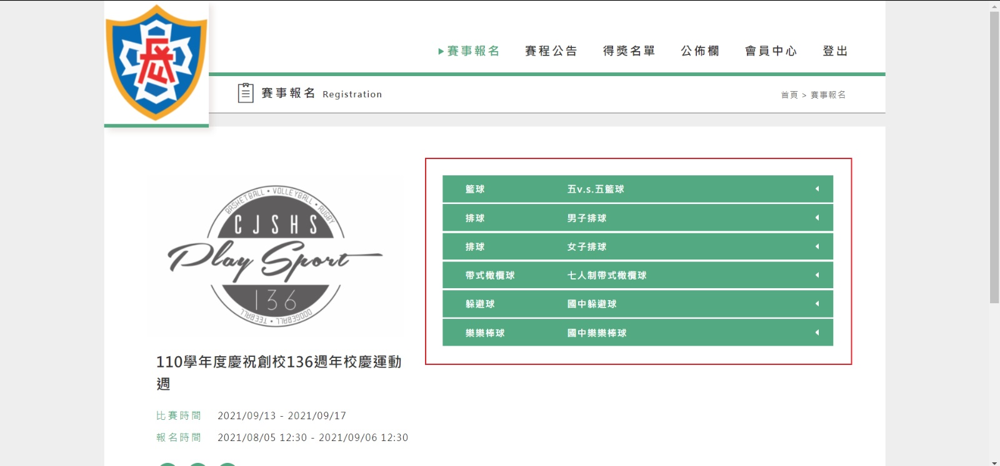 賽事報名 賽程公告 得獎名單 公佈欄 會員中心 登出
賽事報名 Registration
首頁 > 賽事報名
BASKETBALL • VOLLEYBALL • RUGBY
CJSHS
Play Sport
136
TEEBALL • DODGEBALL
110學年度慶祝創校136週年校慶運動
週
比賽時間 2021/09/13 - 2021/09/17
報名時間 2021/08/05 12:30 - 2021/09/06 12:30
籃球 五v.s.五籃球
排球 男子排球
排球 女子排球
帶式橄欖球 七人制帶式橄欖球
躲避球 國中躲避球
樂樂棒球 國中樂樂棒球